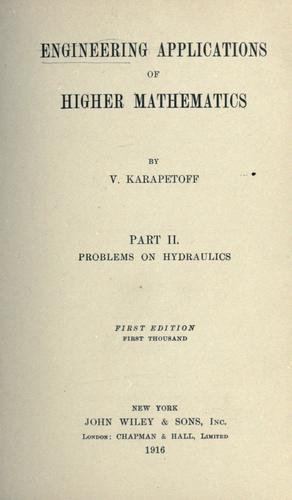 ENGINEERING APPLICATIONS
OF
HIGHER MATHEMATICS
BY
V. KARAPETOFF
PART II.
PROBLEMS ON HYDRAULICS
FIRST EDITION
FIRST THOUSAND
NEW YORK
JOHN WILEY & SONS, Inc.
London: CHAPMAN & HALL, Limited
1916